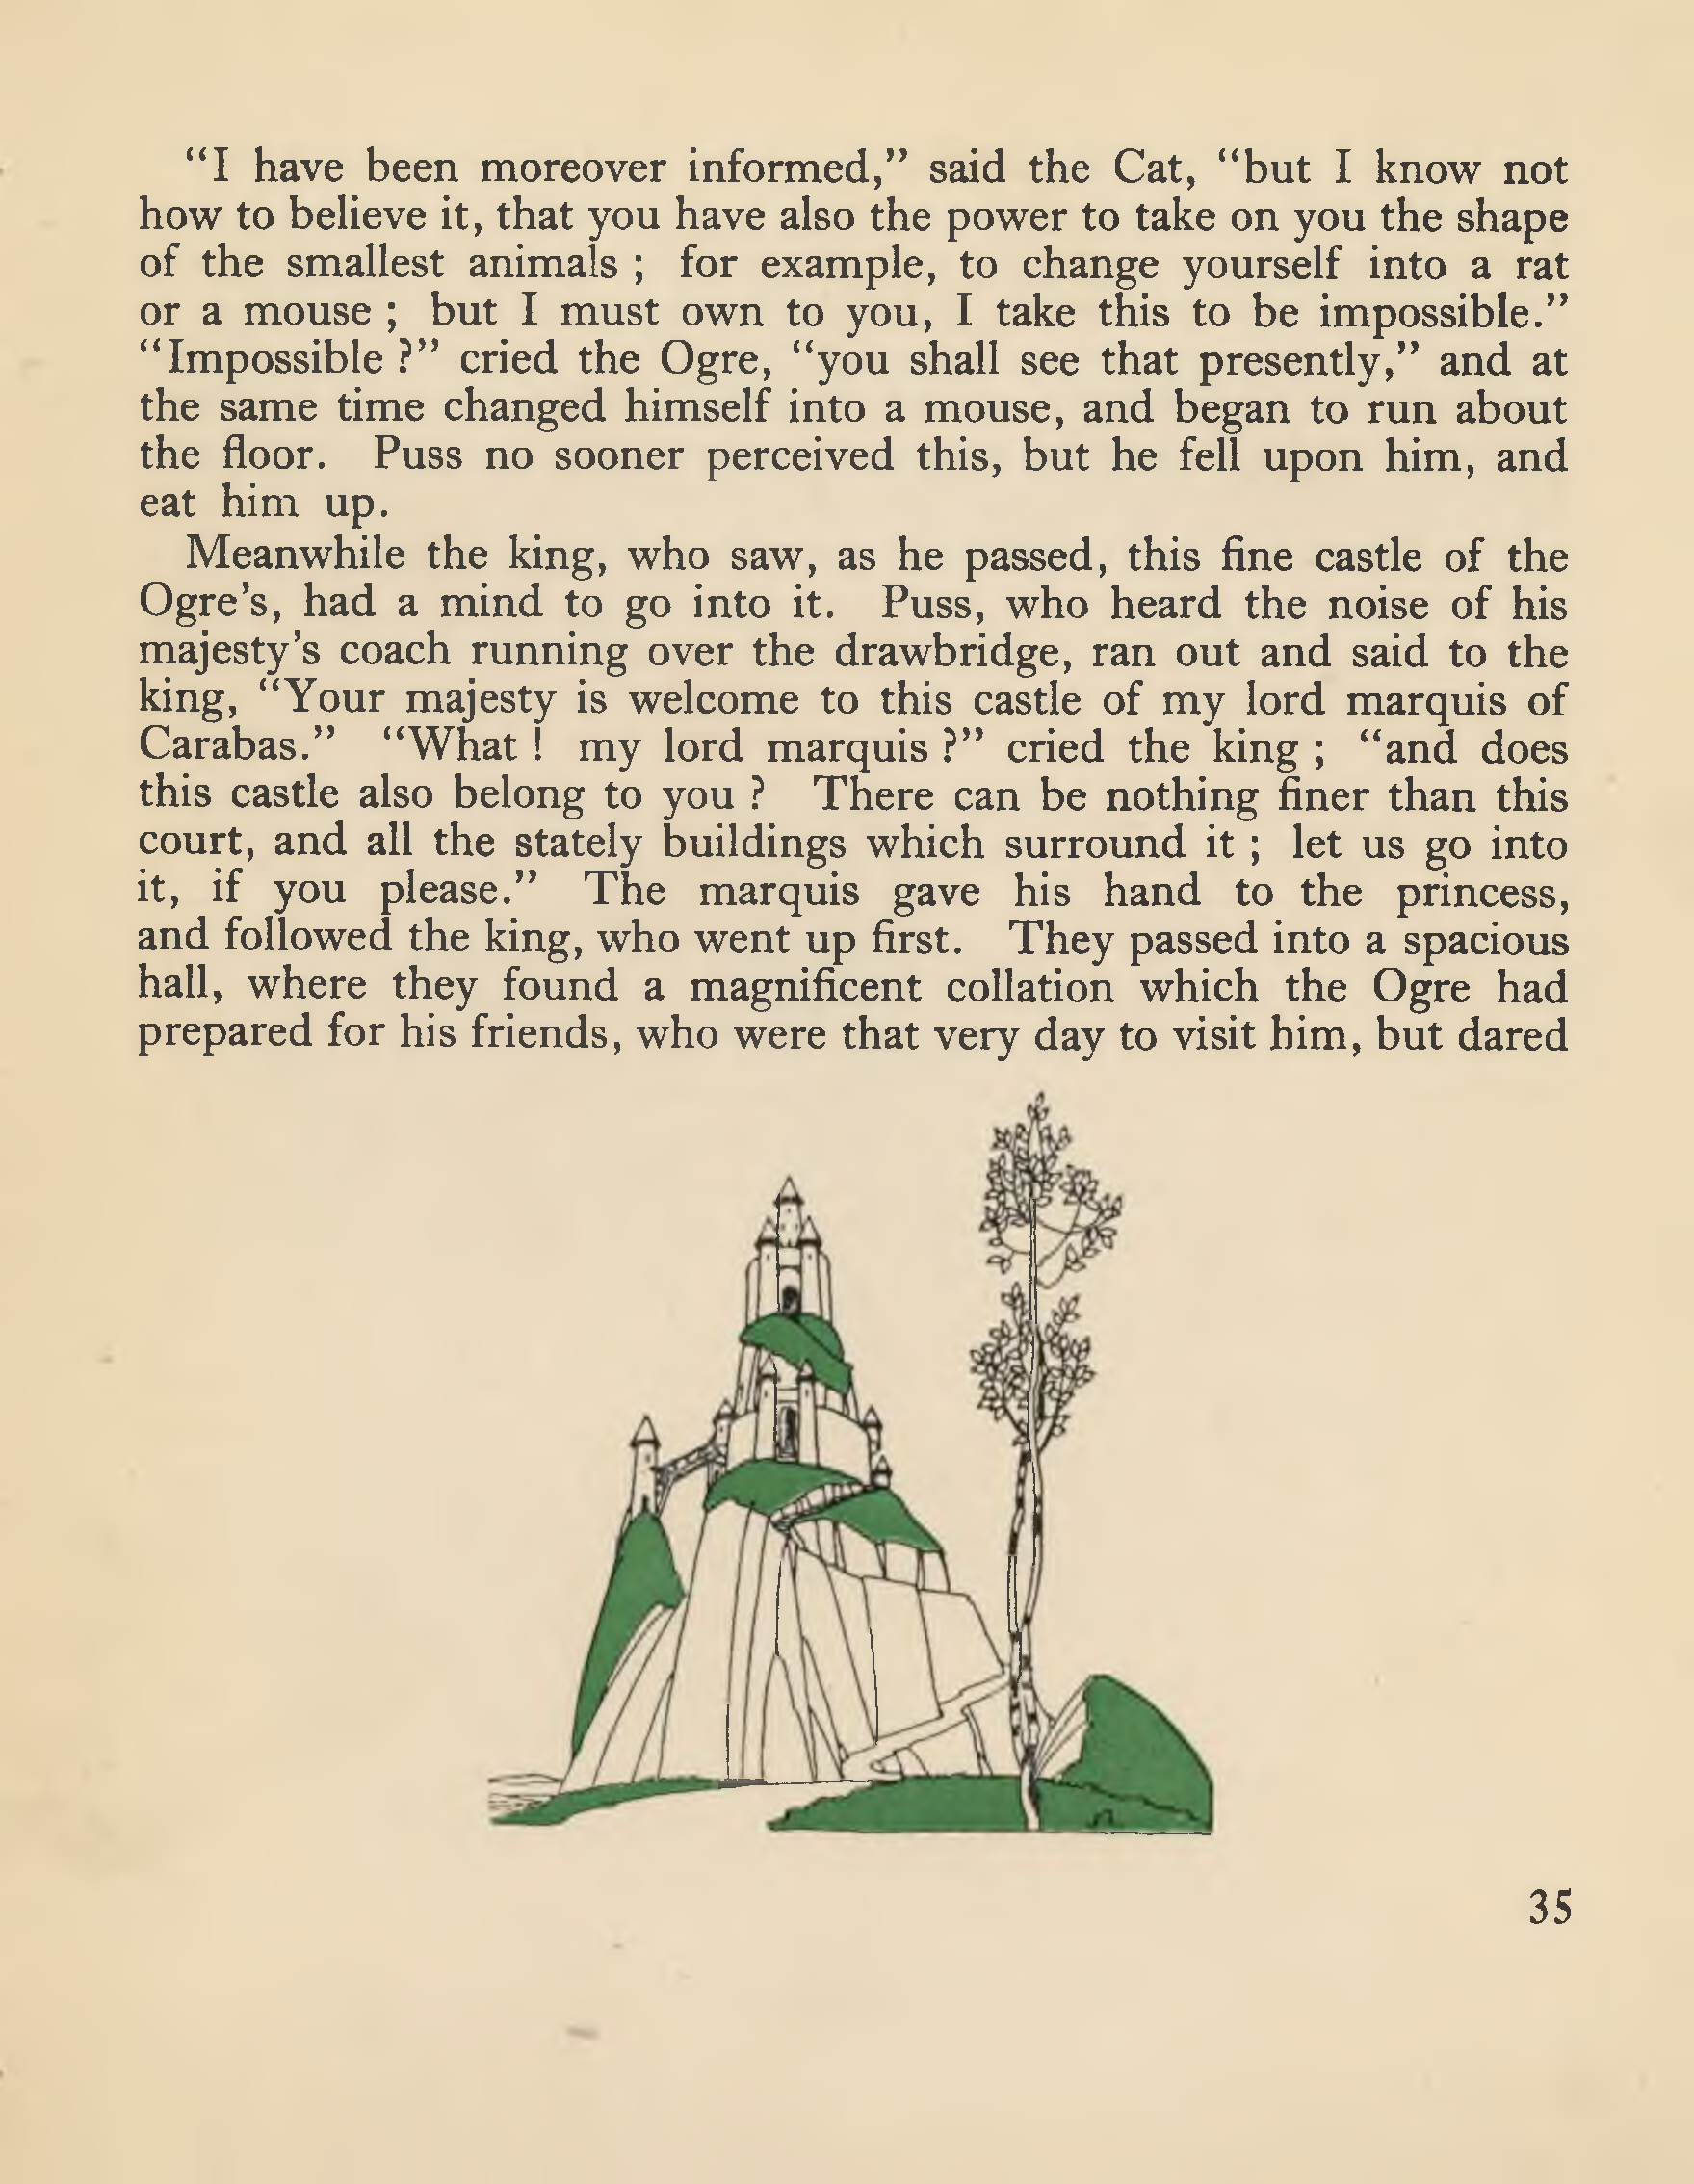 “I have been moreover informed,” said the Cat, “but I know not
how to believe it, that you have also the power to take on you the shape
of the smallest animals ; for example, to change yourself into a rat
or a mouse ; but I must own to you, I take this to be impossible.”
“Impossible ?” cried the Ogre, “you shall see that presently,” and at
the same time changed himself into a mouse, and began to run about
the floor. Puss no sooner perceived this, but he fell upon him, and
eat him up.
Meanwhile the king, who saw, as he passed, this fine castle of the
Ogre’s, had a mind to go into it. Puss, who heard the noise of his
majesty’s coach running over the drawbridge, ran out and said to the
king, “Your majesty is welcome to this castle of my lord marquis of
Carabas.” “What ! my lord marquis ?” cried the king ; “and does
this castle also belong to you ? There can be nothing finer than this
court, and all the stately buildings which surround it ; let us go into
it, if you please.” The marquis gave his hand to the princess,
and followed the king, who went up first. They passed into a spacious
hall, where they found a magnificent collation which the Ogre had
prepared for his friends, who were that very day to visit him, but dared
35